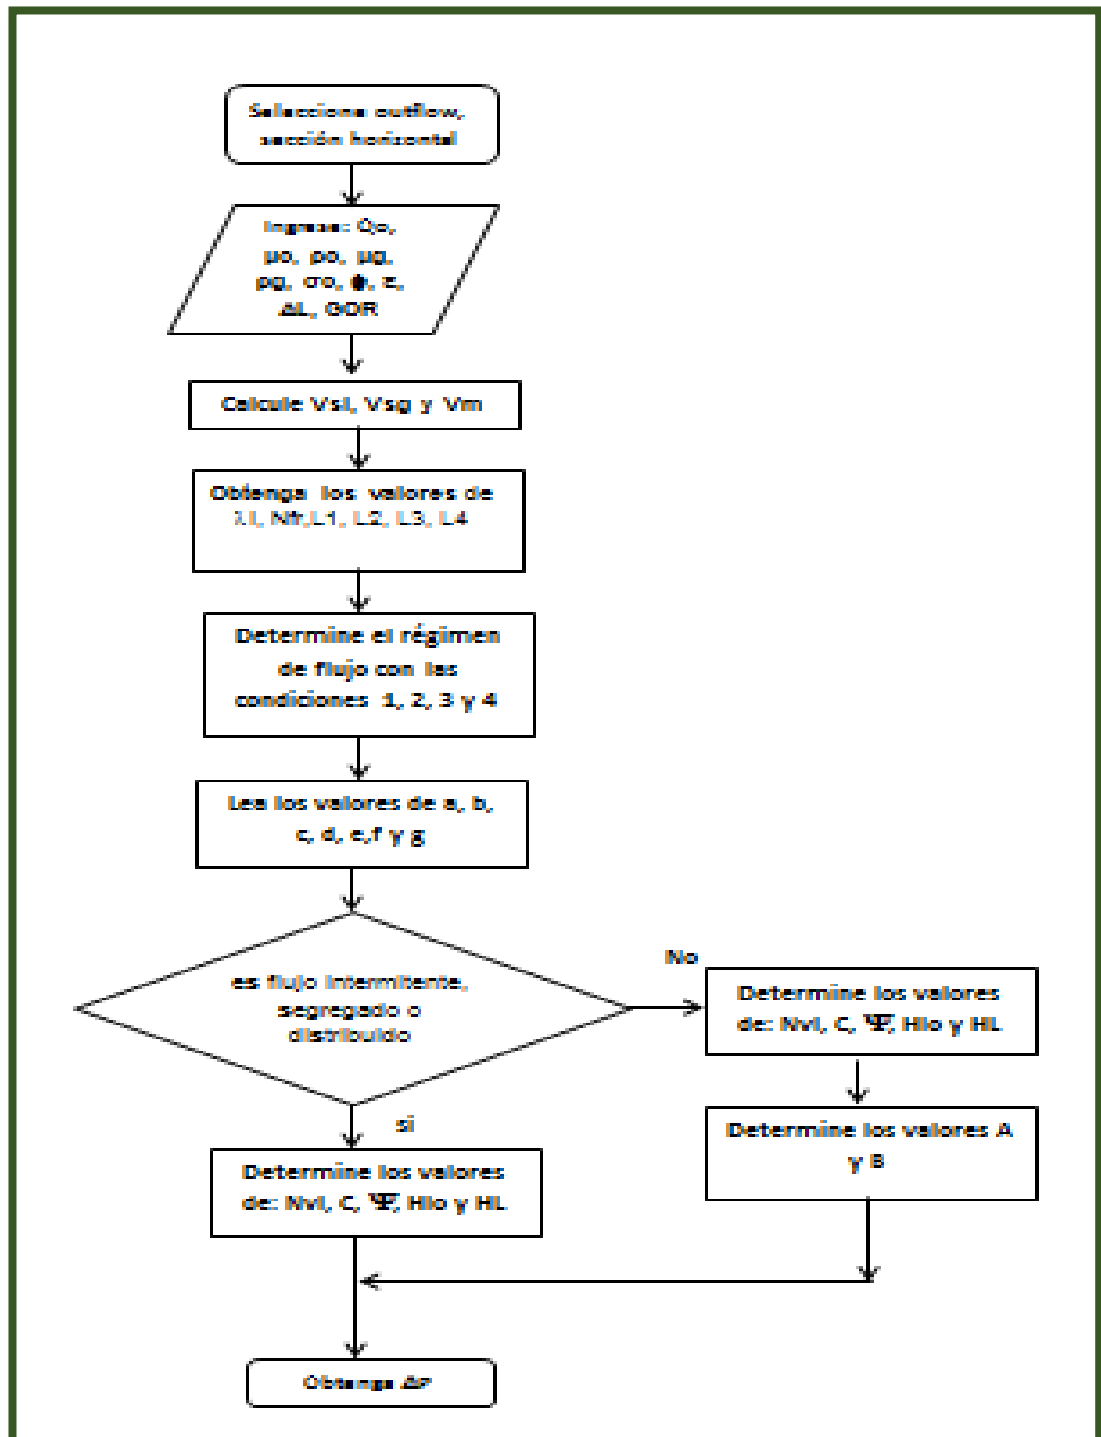 Seleccione outflow,
sección horizontal
Ingrese: Qo,
μo, ρo, μg,
ρg, σo, ϕ, ε,
ΔL, GOR
Calcule Vsl, Vsg y Vm
Obtenga los valores de
λl, Nfr,L1, L2, L3, L4
Determine el régimen
de flujo con las
condiciones 1, 2, 3 y 4
Lea los valores de a, b,
c, d, e,f y g
es flujo intermitente,
segregado o
distribuido
No
Determine los valores
de: Nvl, C, Ψ, Hlo y HL
Determine los valores A
y B
si
Determine los valores
de: Nvl, C, Ψ, Hlo y HL
Obtenga ΔP